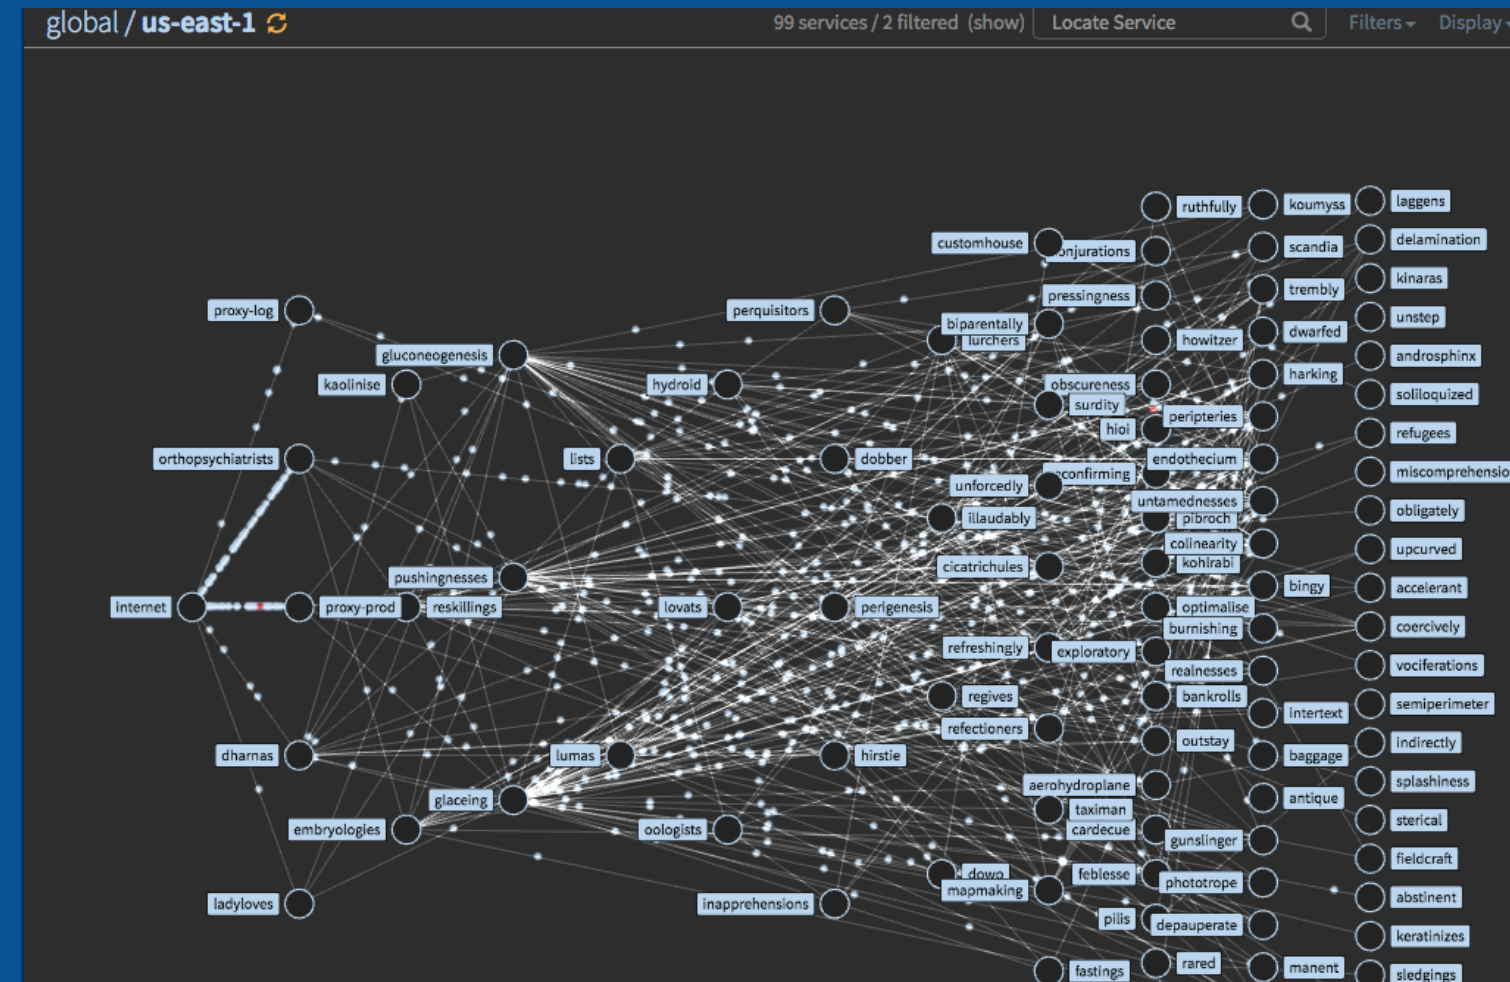 global / us-east-1
99 services / 2 filtered (show)
Locate Service
Filters
Display
ruthfully
koumyss
laggens
customhouse
onjurations
scandia
delamination
kinaras
proxy-log
perquisitors
pressingness
trembly
biparentally
unstep
lurchers
howitzer
dwarfed
gluconeogenesis
androsphinx
kaolinise
hydroid
obscureness
harking
soliloquized
surdity
peripteries
hioi
refugees
orthopsychiatrists
lists
dobber
endothecium
confirming
miscomprehensio
unforcedly
untamednesses
illaudably
pibroch
obligately
colinearity
upcurved
cicatrichules
kohlrabi
pushingnesses
bingy
accelerant
internet
proxy-prod
reskillings
lovats
perigenesis
optimalise
burnishing
coercively
refreshingly
exploratory
realnesses
vociferations
regives
bankrolls
semiperimeter
refectioners
intertext
outstay
indirectly
dharnas
lumas
hirstie
baggage
aerohydroplane
splashiness
glaceing
taximan
antique
embryologies
oologists
cardecue
sterical
gunslinger
fieldcraft
dowp
feblesse
mapmaking
phototrope
abstinent
ladyloves
inapprehensions
pilis
depauperate
keratinizes
fastings
rared
manent
sledgings